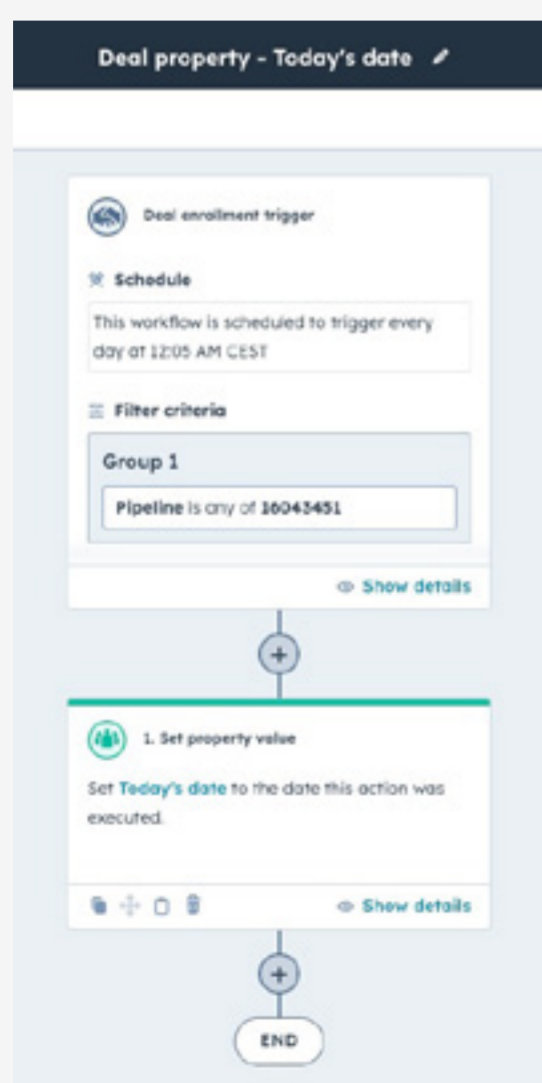 Deal property - Today's date
Deal enrollment trigger
Schedule
This workflow is scheduled to trigger every
day at 12:05 AM CEST
Filter criteria
Group 1
Pipeline is any of 16043451
Show details
1. Set property value
Set Today's date to the date this action was
executed.
Show details
END